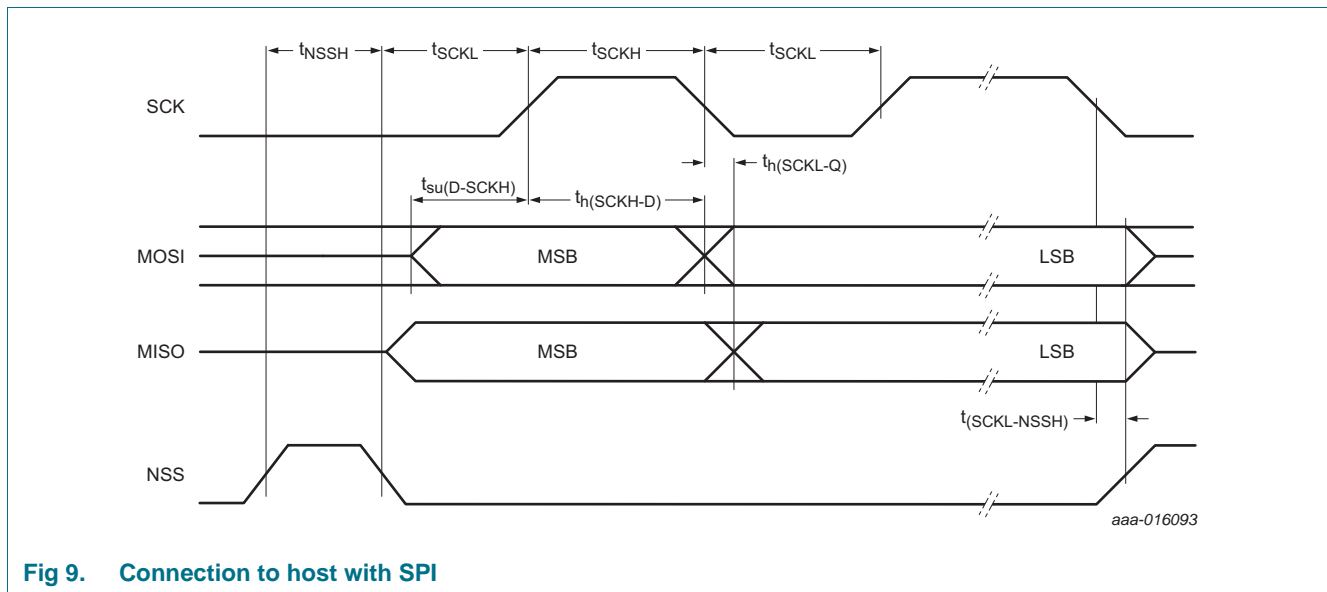 tNSSH tSCKL tSCKH tSCKL
SCK
th(SCKL-Q)
tsu(D-SCKH)
th(SCKH-D)
MOSI MSB LSB
MISO MSB LSB
t(SCKL-NSSH)
NSS
aaa-016093
Fig 9. Connection to host with SPI